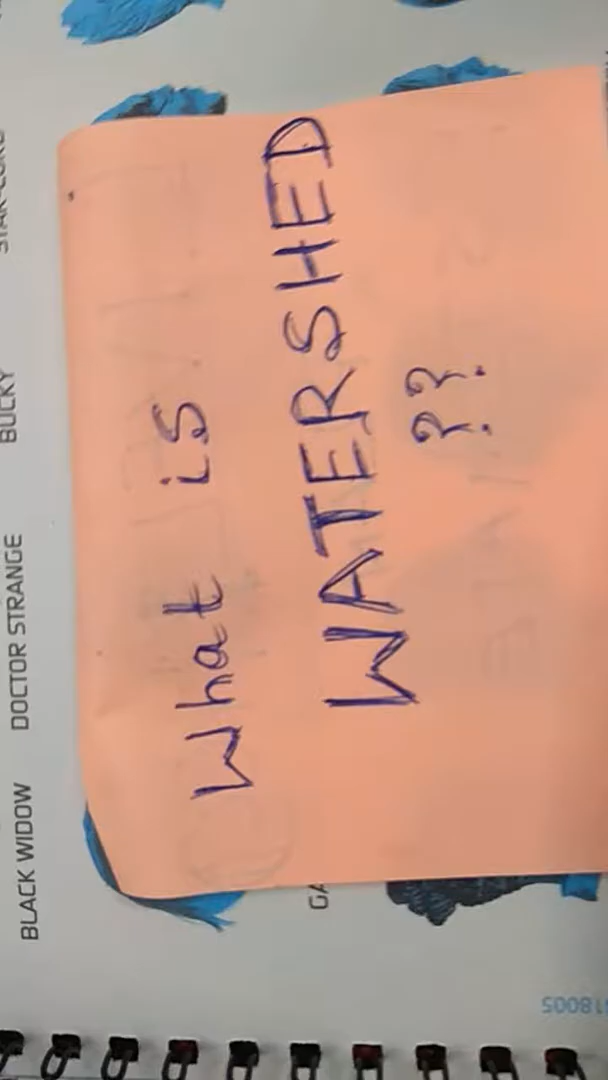 What is
WATERSHED
??
BLACK WIDOW
DOCTOR STRANGE
BUCKY